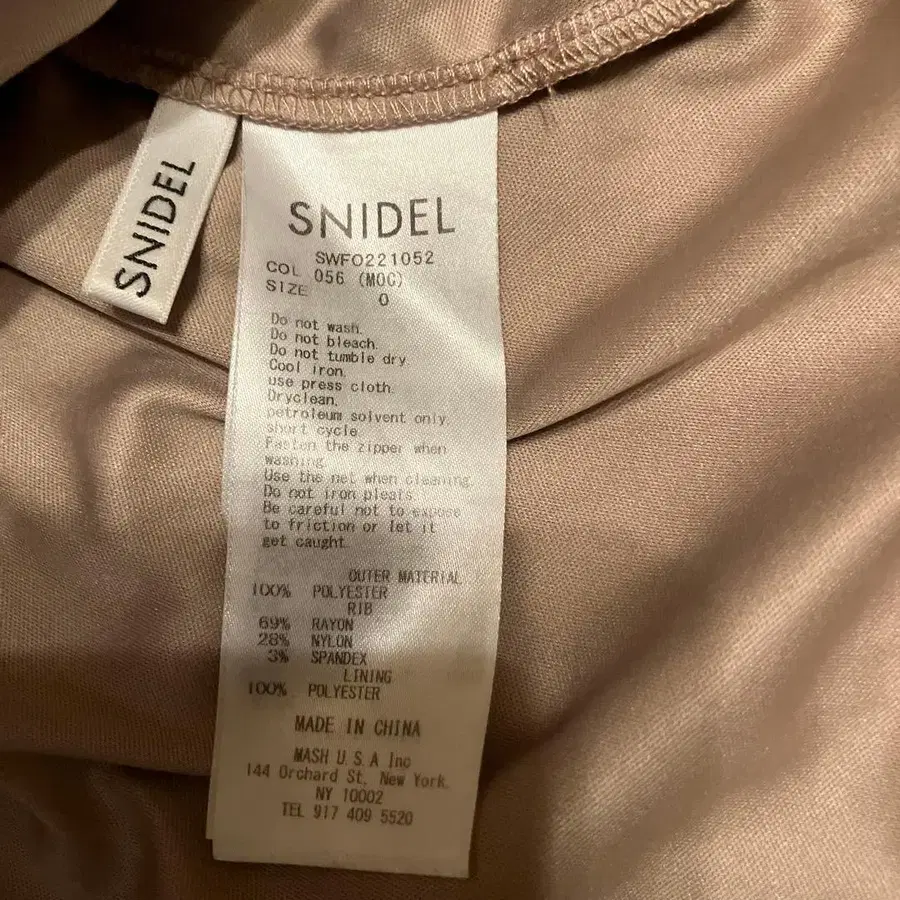 SNIDEL
SNIDEL
SWFO221052
COL 056 (MOC)
SIZE 0
Do not wash.
Do not bleach.
Do not tumble dry.
Cool iron.
use press cloth.
Dryclean.
petroleum solvent only.
short cycle
Fasten the zipper when
washing
Use the net when cleaning.
Do not iron pleats.
Be careful not to expose
to friction or let it
get caught.
OUTER MATERIAL
100% POLYESTER
RIB
69% RAYON
28% NYLON
3% SPANDEX
LINING
100% POLYESTER
MADE IN CHINA
MASH U.S.A Inc
144 Orchard St, New York,
NY 10002
TEL 917 409 5520